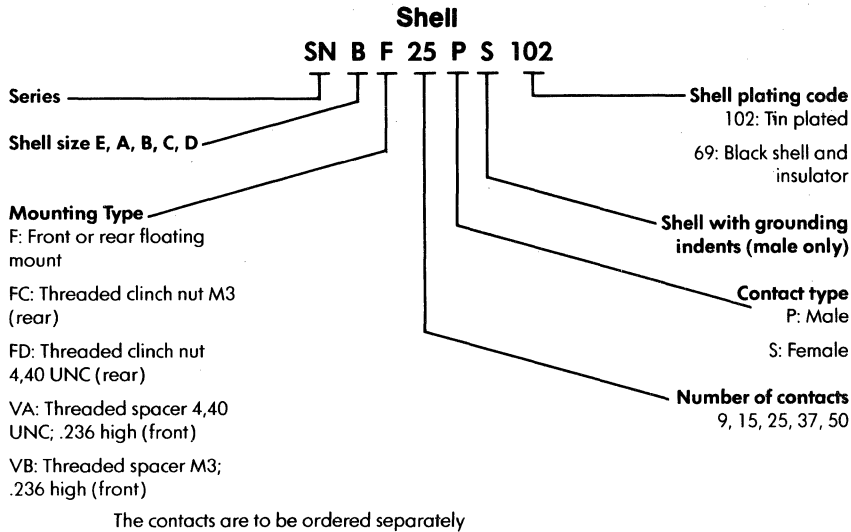 Shell
SN B F 25 P S 102
Series
Shell size E, A, B, C, D
Mounting Type
F: Front or rear floating
mount
FC: Threaded clinch nut M3
(rear)
FD: Threaded clinch nut
4,40 UNC (rear)
VA: Threaded spacer 4,40
UNC; .236 high (front)
VB: Threaded spacer M3;
.236 high (front)
Shell plating code
102: Tin plated
69: Black shell and
insulator
Shell with grounding
indents (male only)
Contact type
P: Male
S: Female
Number of contacts
9, 15, 25, 37, 50
The contacts are to be ordered separately